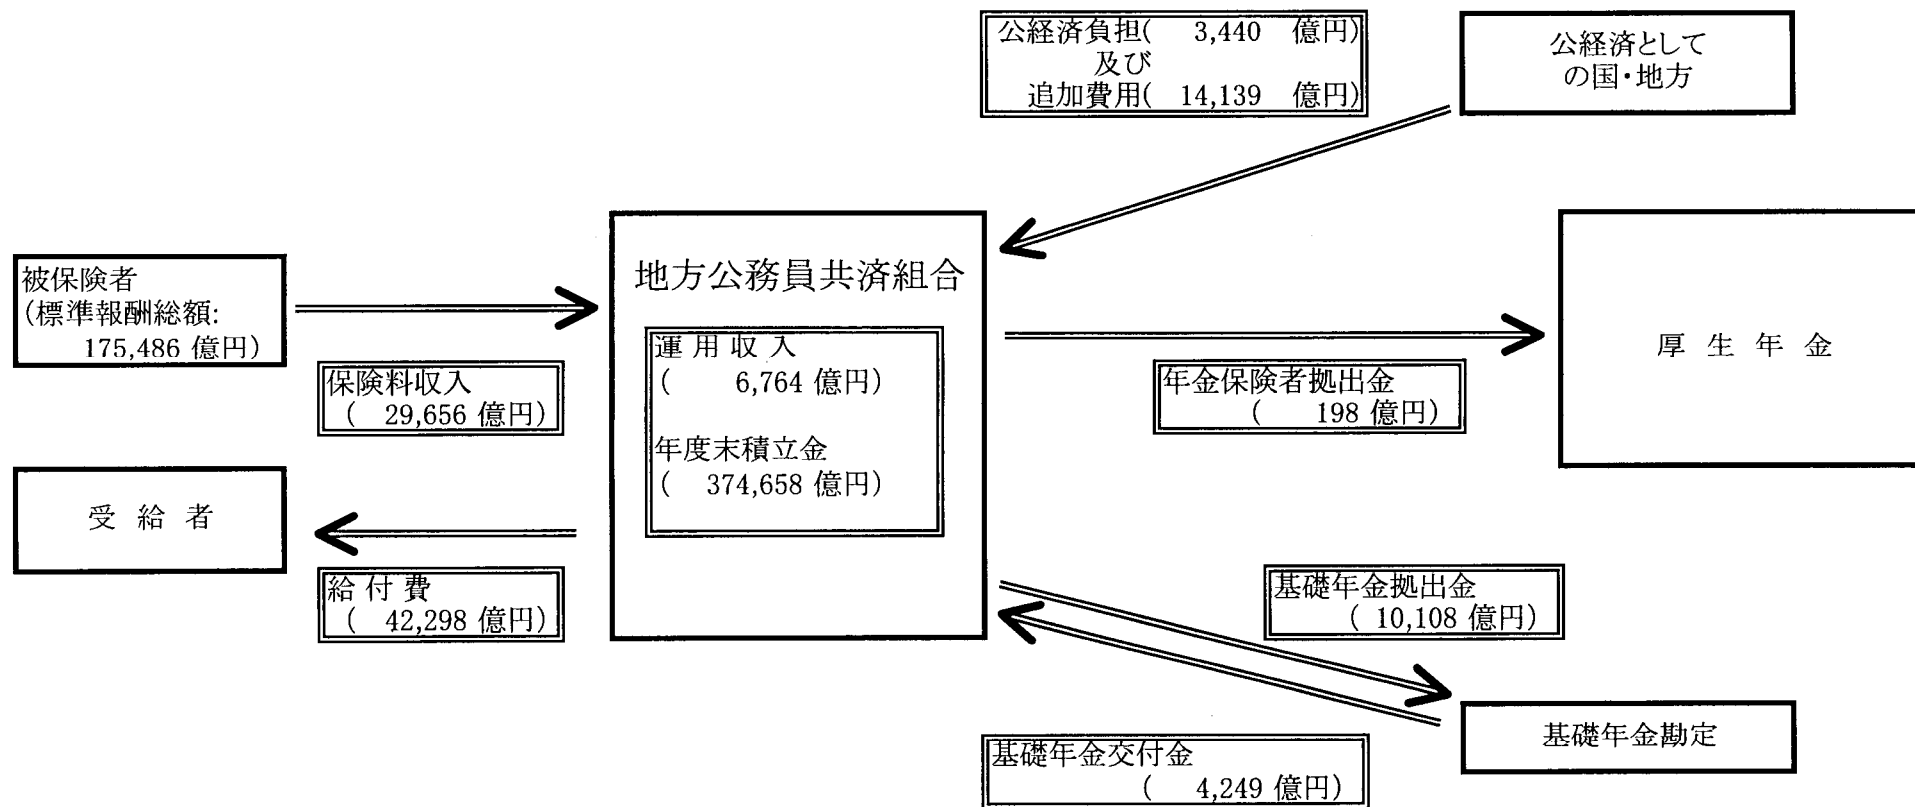 公経済負担( 3,440 億円)
及び
追加費用( 14,139 億円)
公経済として
の国・地方
被保険者
(標準報酬総額:
175,486 億円)
保険料収入
( 29,656 億円)
地方公務員共済組合
運 用 収 入
( 6,764 億円)
年度末積立金
( 374,658 億円)
年金保険者拠出金
( 198 億円)
厚 生 年 金
受 給 者
給 付 費
( 42,298 億円)
基礎年金拠出金
( 10,108 億円)
基礎年金交付金
( 4,249 億円)
基礎年金勘定